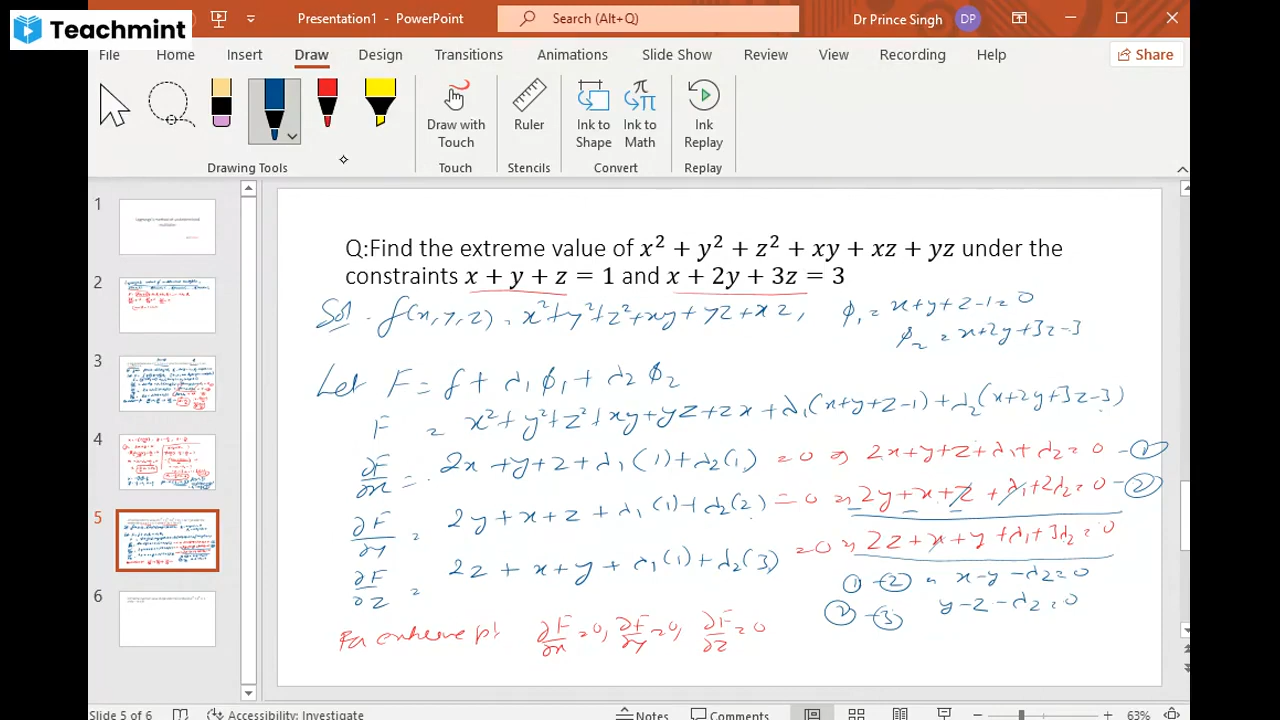 Teachmint
Presentation1 - PowerPoint
Search (Alt+Q)
Dr Prince Singh
DP
File Insert Draw Design Transitions Animations Slide Show Review View Recording Help Share
Draw with Touch
Ruler
Ink to Shape
Ink to Math
Ink Replay
Drawing Tools Touch Stencils Convert Replay
1
2
3
4
5
6
Q:Find the extreme value of x² + y² + z² + xy + xz + yz under the
constraints x + y + z = 1 and x + 2y + 3z = 3
Sol. f(x,y,z) = x²+y²+z²+xy+yz+xz, φ₁ = x+y+z-1=0
φ₂ = x+2y+3z-3
Let F = f + λ₁φ₁ + λ₂φ₂
F = x²+y²+z²+xy+yz+zx+λ₁(x+y+z-1)+λ₂(x+2y+3z-3)
∂F/∂x = 2x+y+z+λ₁(1)+λ₂(1) =0 ⇒ 2x+y+z+λ₁+λ₂=0 -①
∂F/∂y = 2y+x+z+λ₁(1)+λ₂(2) =0 ⇒ 2y+x+z+λ₁+2λ₂=0 -②
∂F/∂z = 2z+x+y+λ₁(1)+λ₂(3) =0 ⇒ 2z+x+y+λ₁+3λ₂=0
①-② = x-y-λ₂=0
②-③ y-z-λ₂=0
For extreme pt ∂F/∂x=0, ∂F/∂y=0, ∂F/∂z=0
Slide 5 of 6 Accessibility: Investigate Notes Comments 63%